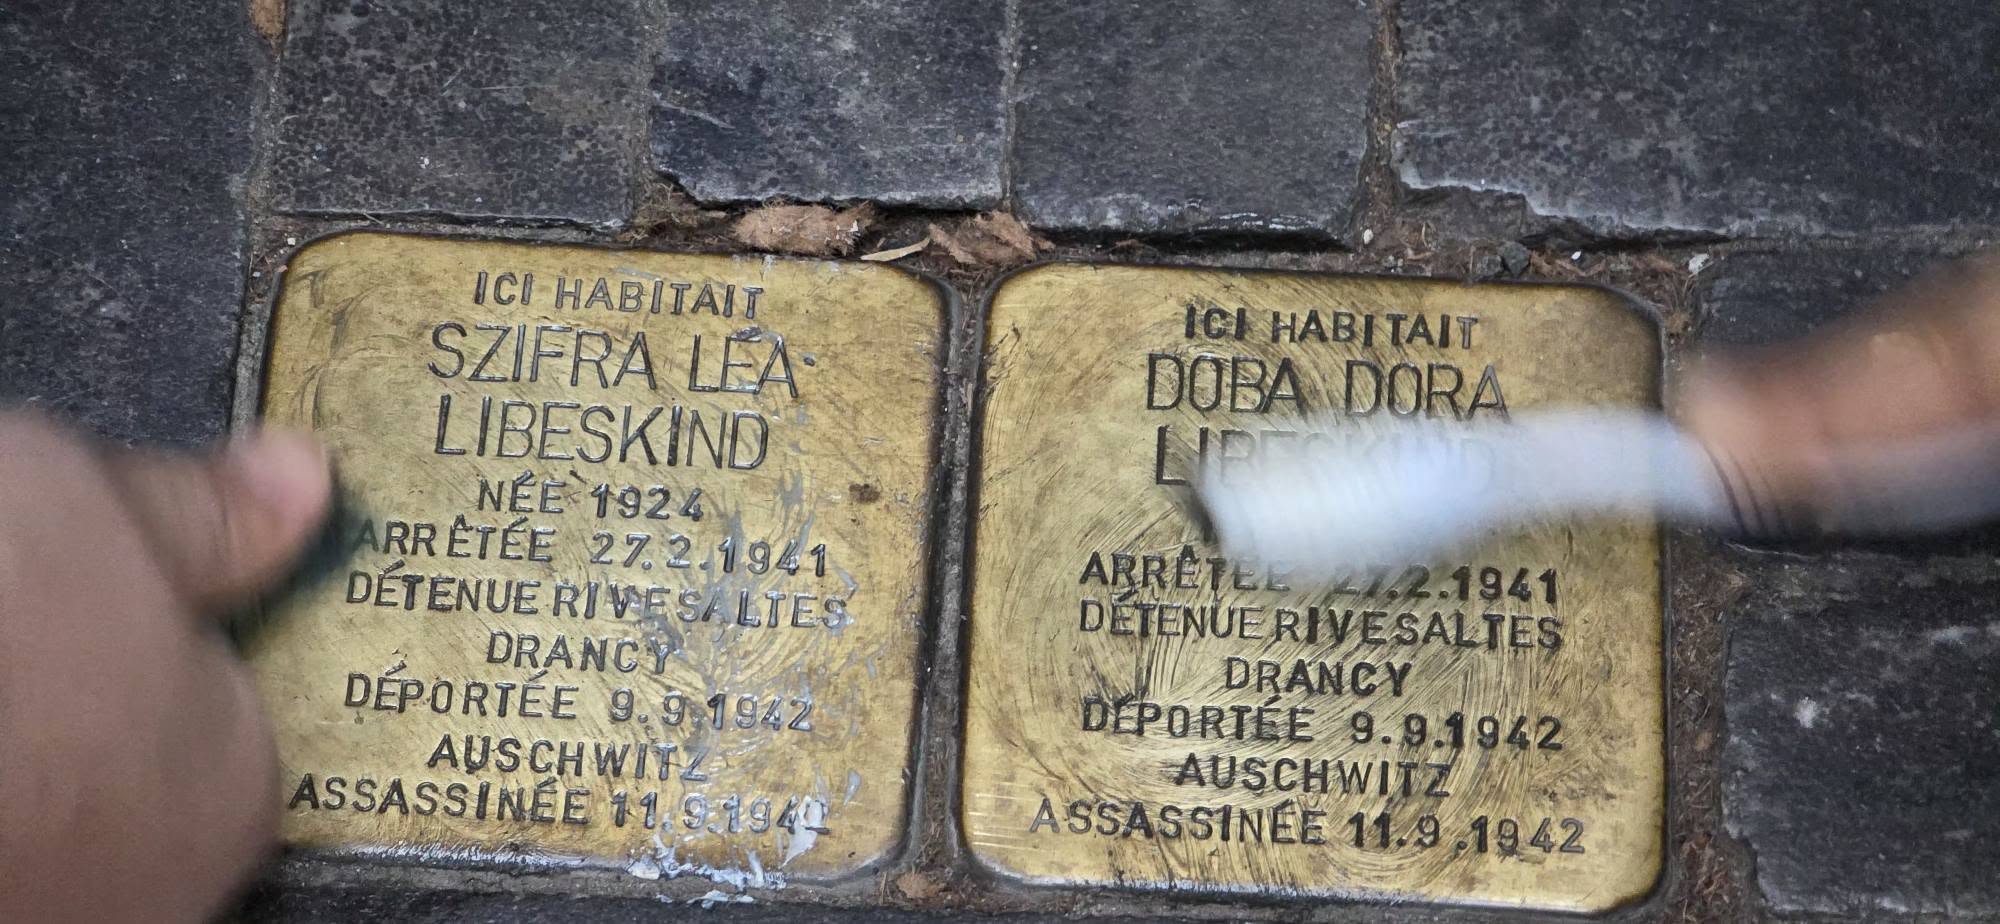 ICI HABITAIT
SZIFRA LÉA
LIBESKIND
NÉE 1924
ARRÊTÉE 27.2.1941
DÉTENUE RIVESALTES
DRANCY
DÉPORTÉE 9.9.1942
AUSCHWITZ
ASSASSINÉE 11.9.1942
ICI HABITAIT
DOBA DORA
LIBESKIND
ARRÊTÉE 27.2.1941
DÉTENUE RIVESALTES
DRANCY
DÉPORTÉE 9.9.1942
AUSCHWITZ
ASSASSINÉE 11.9.1942